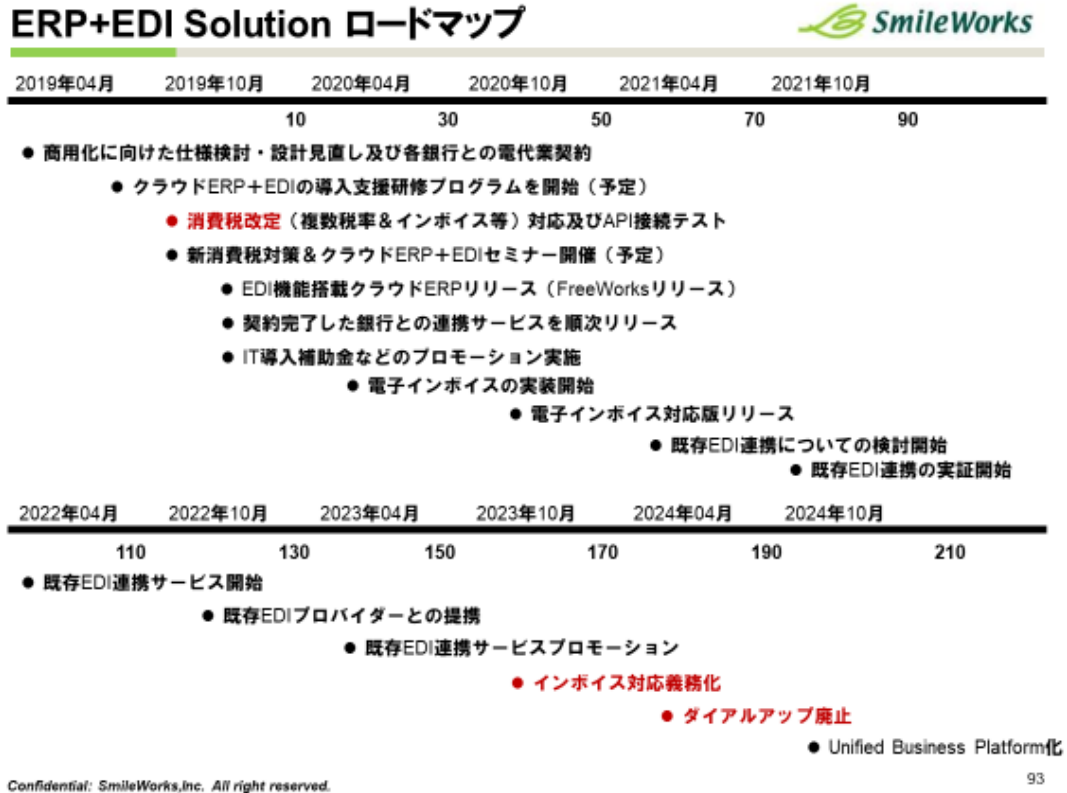 ERP+EDI Solution ロードマップ
SmileWorks
2019年04月 2019年10月 2020年04月 2020年10月 2021年04月 2021年10月
10 30 50 70 90
● 商用化に向けた仕様検討・設計見直し及び各銀行との電代業契約
● クラウドERP＋EDIの導入支援研修プログラムを開始（予定）
● 消費税改定（複数税率＆インボイス等）対応及びAPI接続テスト
● 新消費税対策＆クラウドERP＋EDIセミナー開催（予定）
● EDI機能搭載クラウドERPリリース（FreeWorksリリース）
● 契約完了した銀行との連携サービスを順次リリース
● IT導入補助金などのプロモーション実施
● 電子インボイスの実装開始
● 電子インボイス対応版リリース
● 既存EDI連携についての検討開始
● 既存EDI連携の実証開始
2022年04月 2022年10月 2023年04月 2023年10月 2024年04月 2024年10月
110 130 150 170 190 210
● 既存EDI連携サービス開始
● 既存EDIプロバイダーとの提携
● 既存EDI連携サービスプロモーション
● インボイス対応義務化
● ダイアルアップ廃止
● Unified Business Platform化
Confidential: SmileWorks,Inc. All right reserved.
93